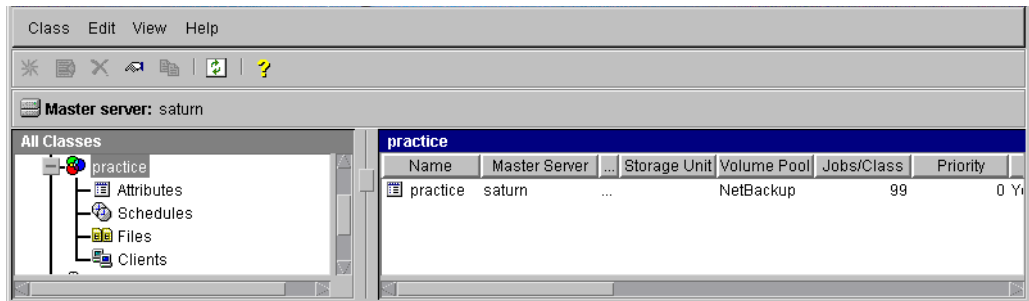 Class Edit View Help
?
Master server: saturn
All Classes
practice
Attributes
Schedules
Files
Clients
practice
Name Master Server ... Storage Unit Volume Pool Jobs/Class Priority
practice saturn ... NetBackup 99 0